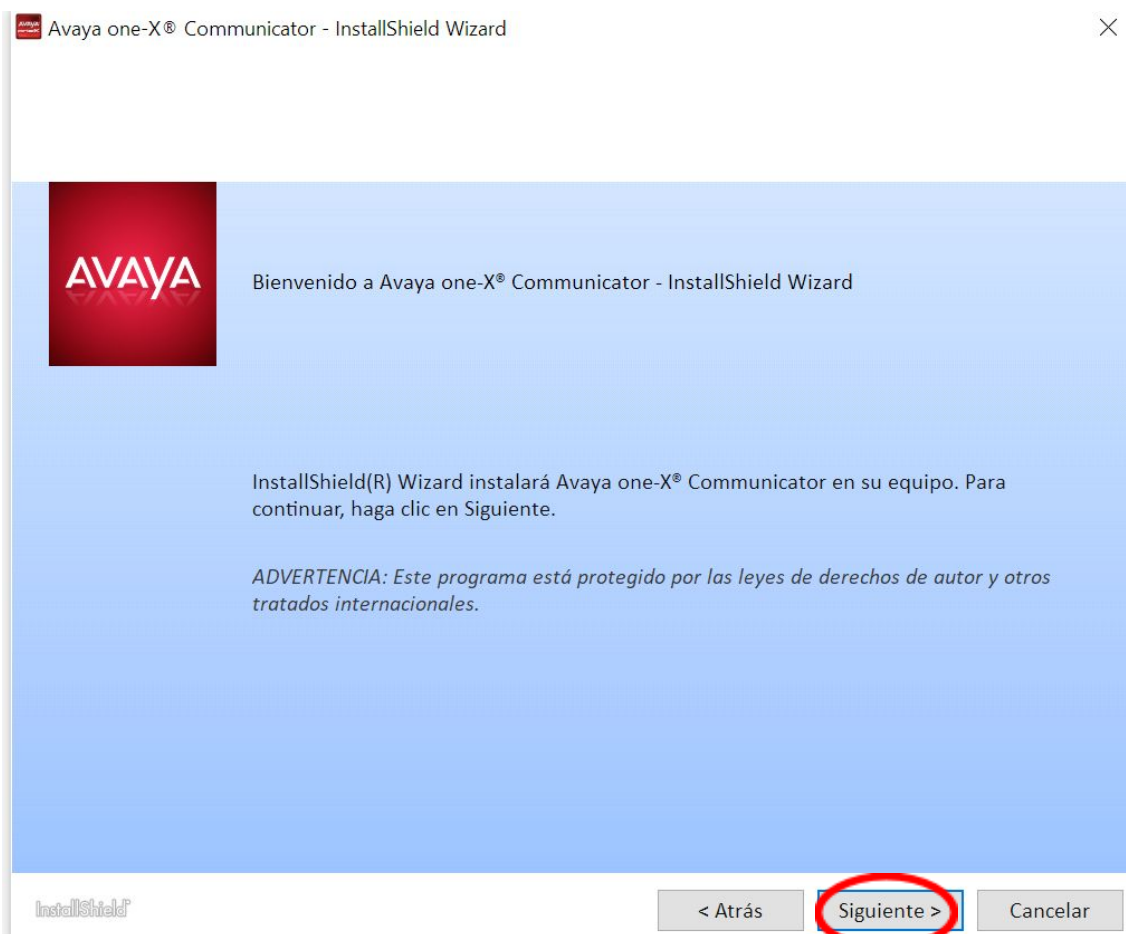 Avaya one-X® Communicator - InstallShield Wizard
AVAYA
Bienvenido a Avaya one-X® Communicator - InstallShield Wizard
InstallShield(R) Wizard instalará Avaya one-X® Communicator en su equipo. Para
continuar, haga clic en Siguiente.
ADVERTENCIA: Este programa está protegido por las leyes de derechos de autor y otros
tratados internacionales.
InstallShield
< Atrás
Siguiente >
Cancelar